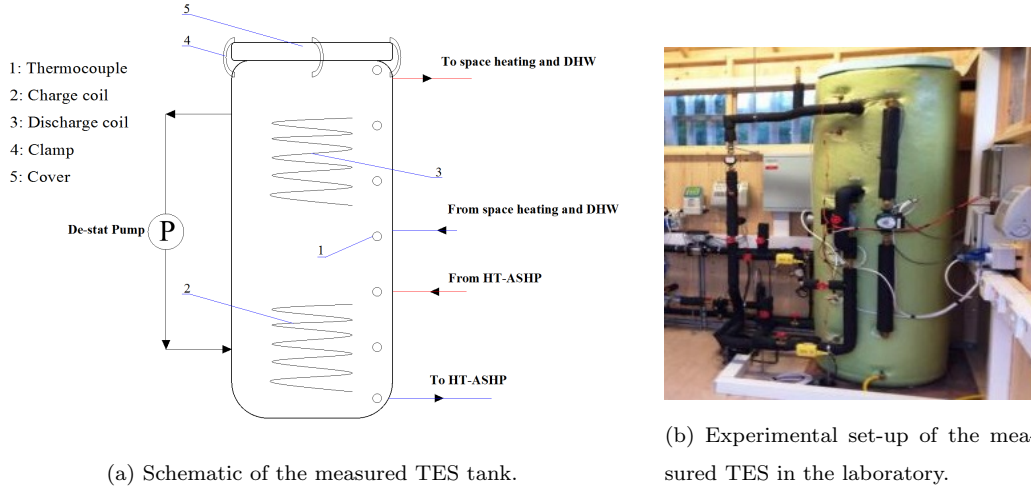 5
4
1: Thermocouple
2: Charge coil
3: Discharge coil
4: Clamp
5: Cover
To space heating and DHW
3
De-stat Pump
P
From space heating and DHW
1
From HT-ASHP
2
To HT-ASHP
(a) Schematic of the measured TES tank.
(b) Experimental set-up of the mea-
sured TES in the laboratory.